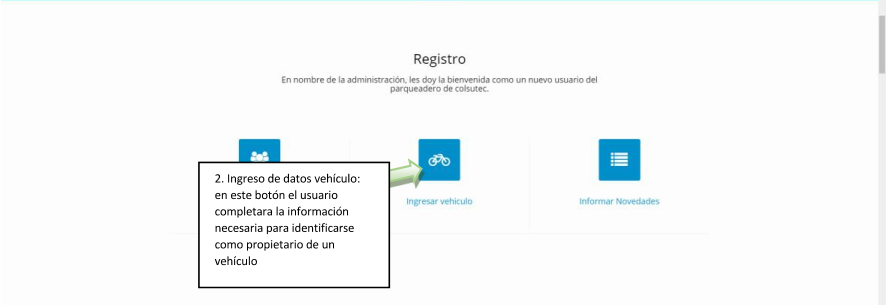 Registro
En nombre de la administración, les doy la bienvenida como un nuevo usuario del
parqueadero de colsutec.
2. Ingreso de datos vehículo:
en este botón el usuario
completara la información
necesaria para identificarse
como propietario de un
vehículo
Ingresar vehiculo
Informar Novedades